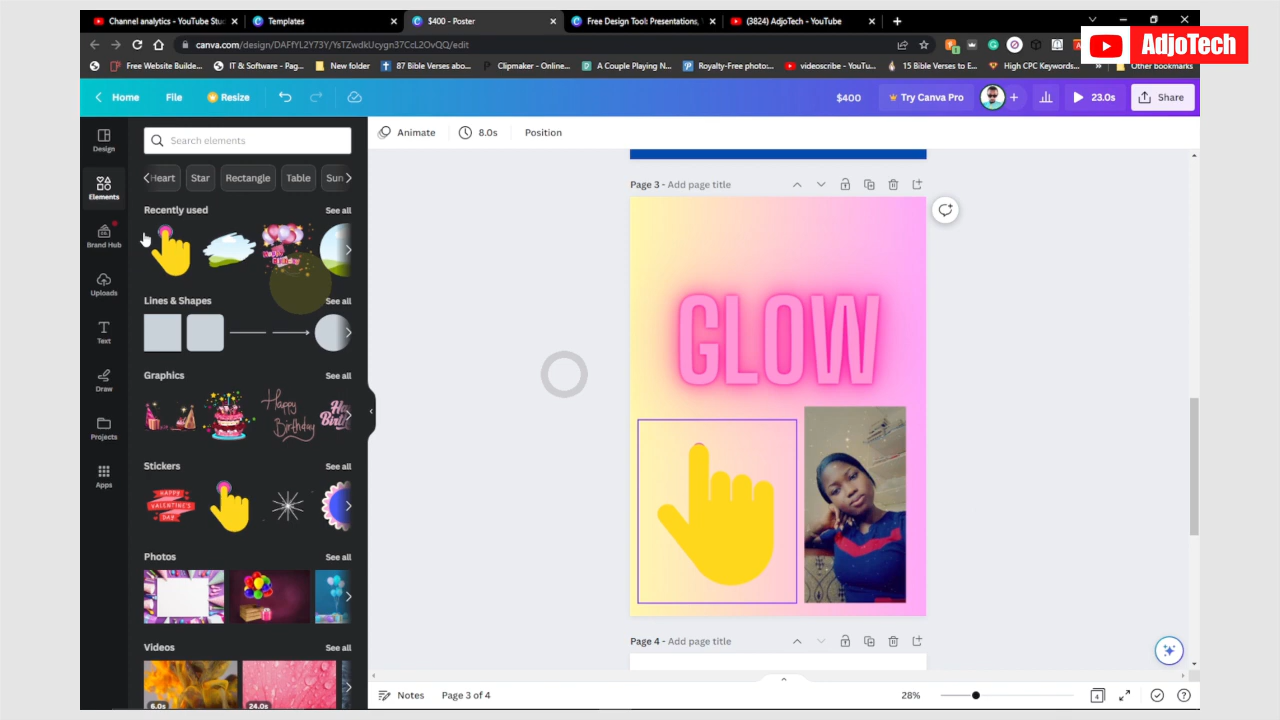 Channel analytics - YouTube Stu
Templates
$400 - Poster
Free Design Tool: Presentations,
(3824) AdjoTech - YouTube
canva.com/design/DAFfYL2Y73Y/YsTZwdkUcygn37CcL2OvQQ/edit
AdjoTech
Free Website Builde...
IT & Software - Pag...
New folder
87 Bible Verses abo...
Clipmaker - Online...
A Couple Playing N...
Royalty-Free photo:...
videoscribe - YouTu...
15 Bible Verses to E...
High CPC Keywords...
Other bookmarks
Home
File
Resize
$400
Try Canva Pro
23.0s
Share
Design
Elements
Brand Hub
Uploads
Text
Draw
Projects
Apps
Search elements
Heart
Star
Rectangle
Table
Sun
Recently used
See all
Lines & Shapes
See all
Graphics
See all
Happy
Birthday
Stickers
See all
HAPPY
VALENTINE'S
DAY
Photos
See all
Videos
See all
6.0s
24.0s
Animate
8.0s
Position
Page 3 - Add page title
GLOW
Page 4 - Add page title
Notes
Page 3 of 4
28%
4